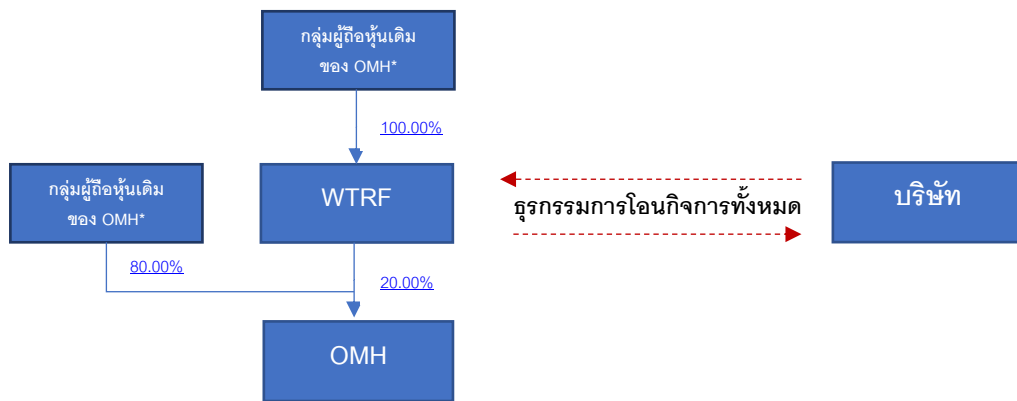 กลุ่มผู้ถือหุ้นเดิม
ของ OMH*
100.00%
กลุ่มผู้ถือหุ้นเดิม
ของ OMH*
WTRF
ธุรกรรมการโอนกิจการทั้งหมด
บริษัท
80.00%
20.00%
OMH